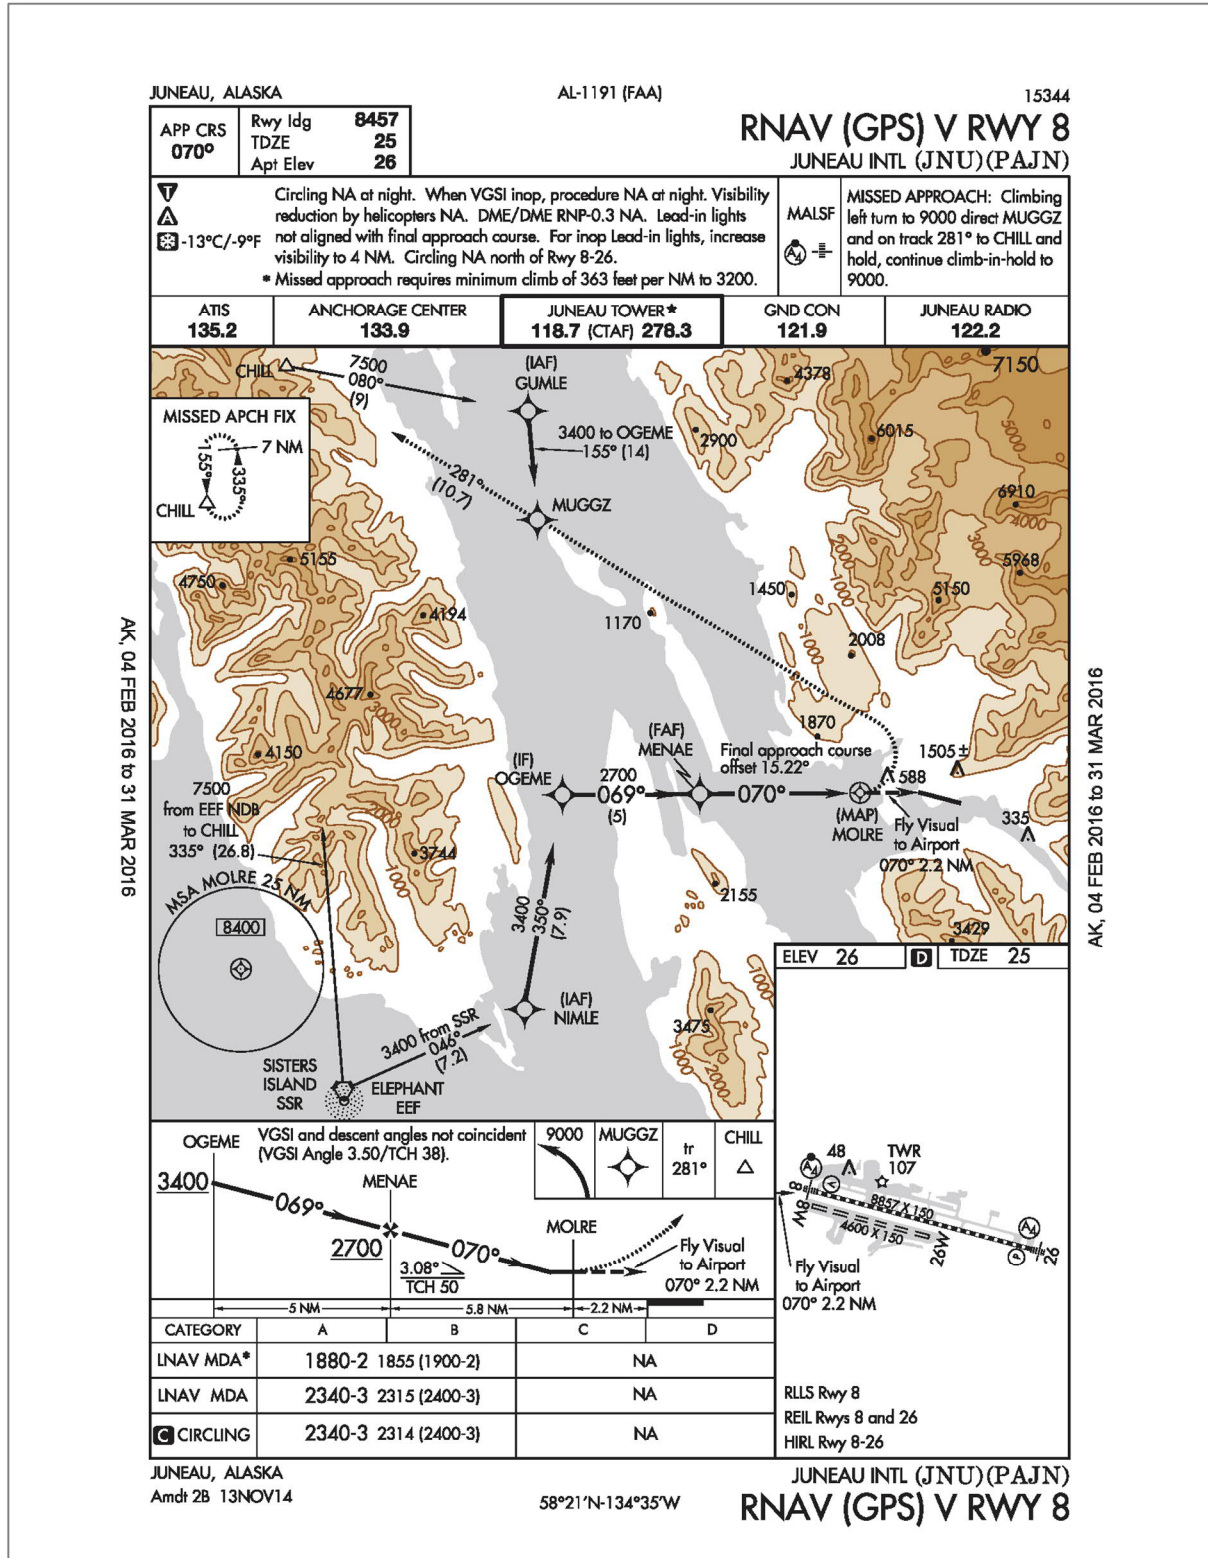 JUNEAU, ALASKA
AL-1191 (FAA)
15344
RNAV (GPS) V RWY 8
JUNEAU INTL (JNU)(PAJN)
APP CRS
070°
Rwy ldg 8457
TDZE 25
Apt Elev 26
T
A
-13°C/-9°F
Circling NA at night. When VGSI inop, procedure NA at night. Visibility
reduction by helicopters NA. DME/DME RNP-0.3 NA. Lead-in lights
not aligned with final approach course. For inop Lead-in lights, increase
visibility to 4 NM. Circling NA north of Rwy 8-26.
* Missed approach requires minimum climb of 363 feet per NM to 3200.
MALSF
A4
MISSED APPROACH: Climbing
left turn to 9000 direct MUGGZ
and on track 281° to CHILL and
hold, continue climb-in-hold to
9000.
ATIS
135.2
ANCHORAGE CENTER
133.9
JUNEAU TOWER*
118.7 (CTAF) 278.3
GND CON
121.9
JUNEAU RADIO
122.2
CHILL
7500
080°
(9)
(IAF)
GUMLE
3400 to OGEME
155° (14)
4378
7150
2900
6015
5000
MISSED APCH FIX
7 NM
155°
335°
CHILL
281°
(10.7)
MUGGZ
6910
4000
3000
5968
2000
5155
4750
4194
1450
5150
1170
1000
2008
4677
3000
4150
1870
(FAF)
MENAE
Final approach course
offset 15.22°
1505±
588
(IF)
OGEME
2700
069°
(5)
070°
(MAP)
MOLRE
Fly Visual
to Airport
070° 2.2 NM
335
7500
from EEF NDB
to CHILL
335° (26.8)
2000
3744
1000
2155
3429
MSA MOLRE 25 NM
8400
3400
350°
(7.9)
(IAF)
NIMLE
3400 from SSR
046°
(7.2)
SISTERS
ISLAND
SSR
ELEPHANT
EEF
3475
1000
2000
1000
ELEV 26
D
TDZE 25
OGEME
VGSI and descent angles not coincident
(VGSI Angle 3.50/TCH 38).
9000
MUGGZ
tr
281°
CHILL
3400
069°
MENAE
2700
070°
3.08°
TCH 50
MOLRE
Fly Visual
to Airport
070° 2.2 NM
5 NM
5.8 NM
2.2 NM
A4
48
TWR
107
V
8
8W
8857 X 150
4600 X 150
26W
A4
P
26
Fly Visual
to Airport
070° 2.2 NM
CATEGORY A B C D
LNAV MDA* 1880-2 1855 (1900-2) NA
LNAV MDA 2340-3 2315 (2400-3) NA
C CIRCLING 2340-3 2314 (2400-3) NA
RLLS Rwy 8
REIL Rwys 8 and 26
HIRL Rwy 8-26
JUNEAU, ALASKA
Amdt 2B 13NOV14
58°21'N-134°35'W
JUNEAU INTL (JNU)(PAJN)
RNAV (GPS) V RWY 8
AK, 04 FEB 2016 to 31 MAR 2016
AK, 04 FEB 2016 to 31 MAR 2016